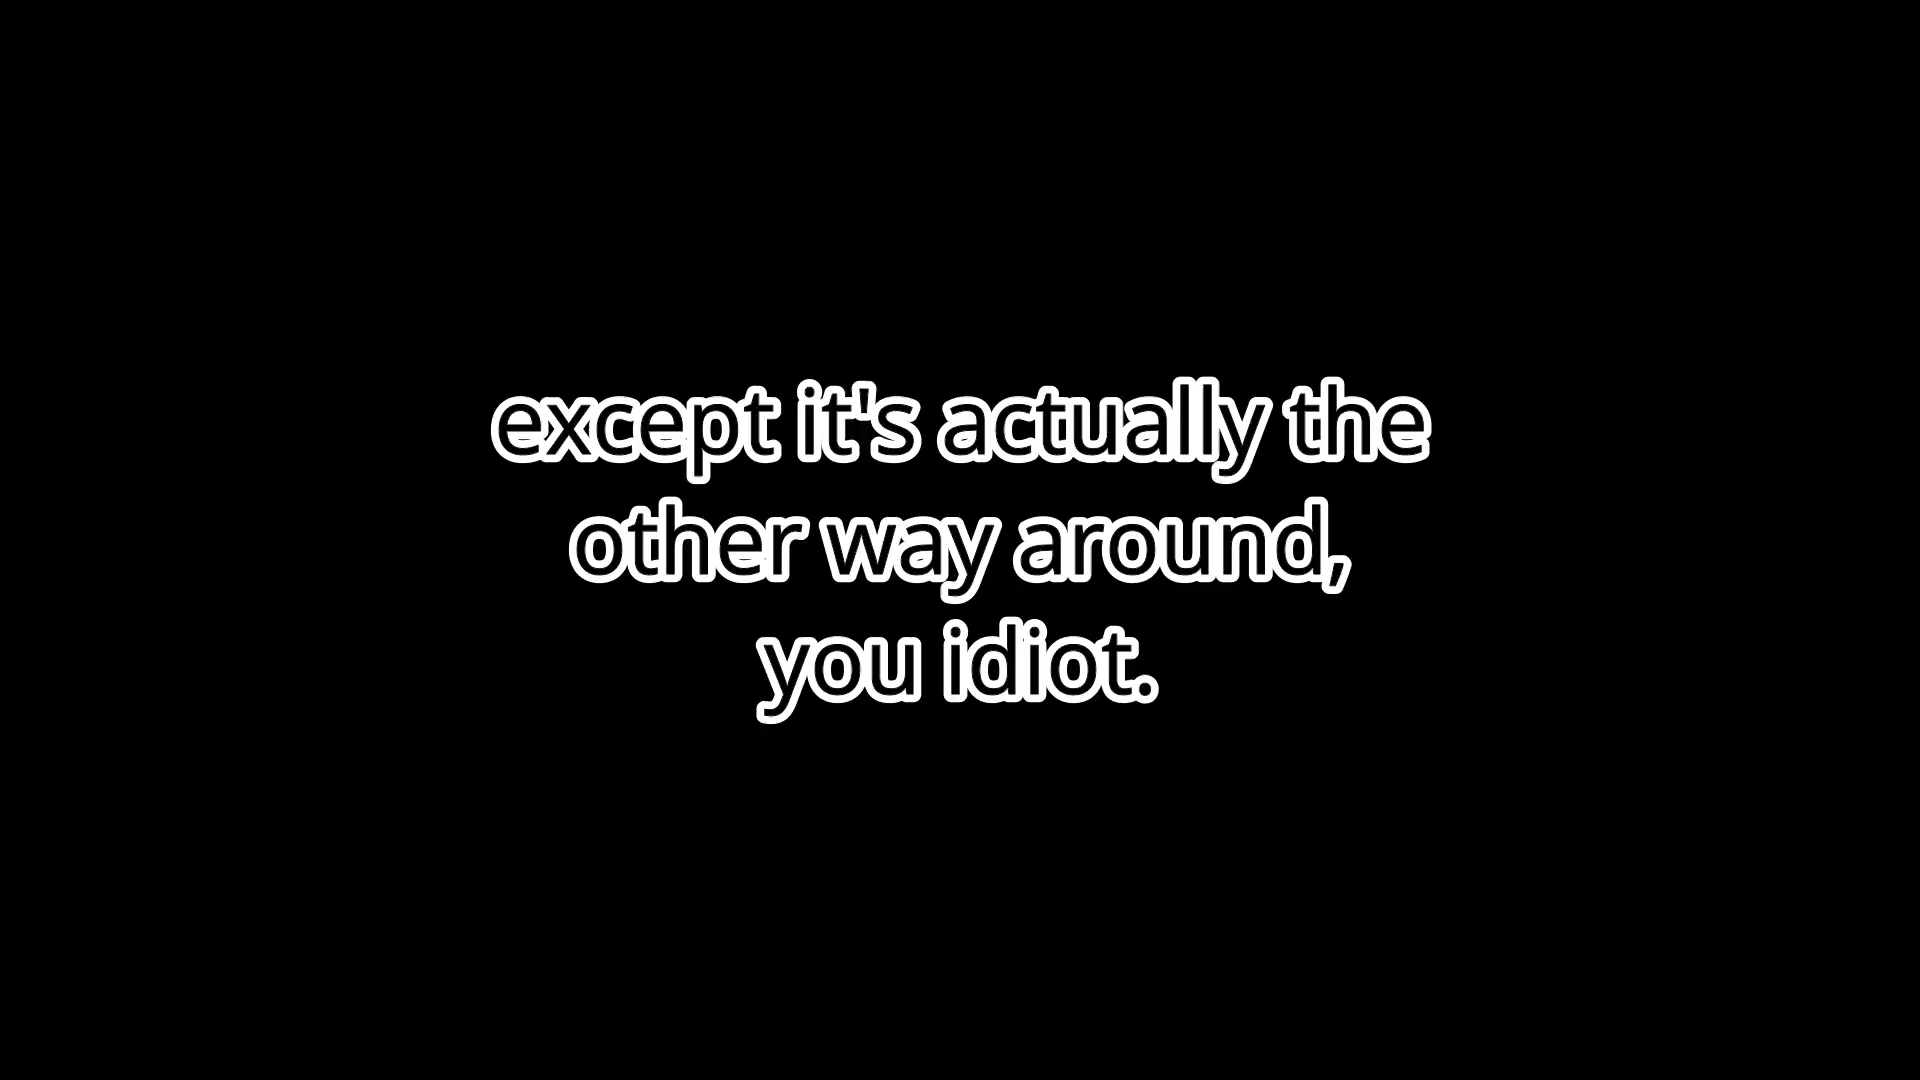 except it's actually the
other way around,
you idiot.